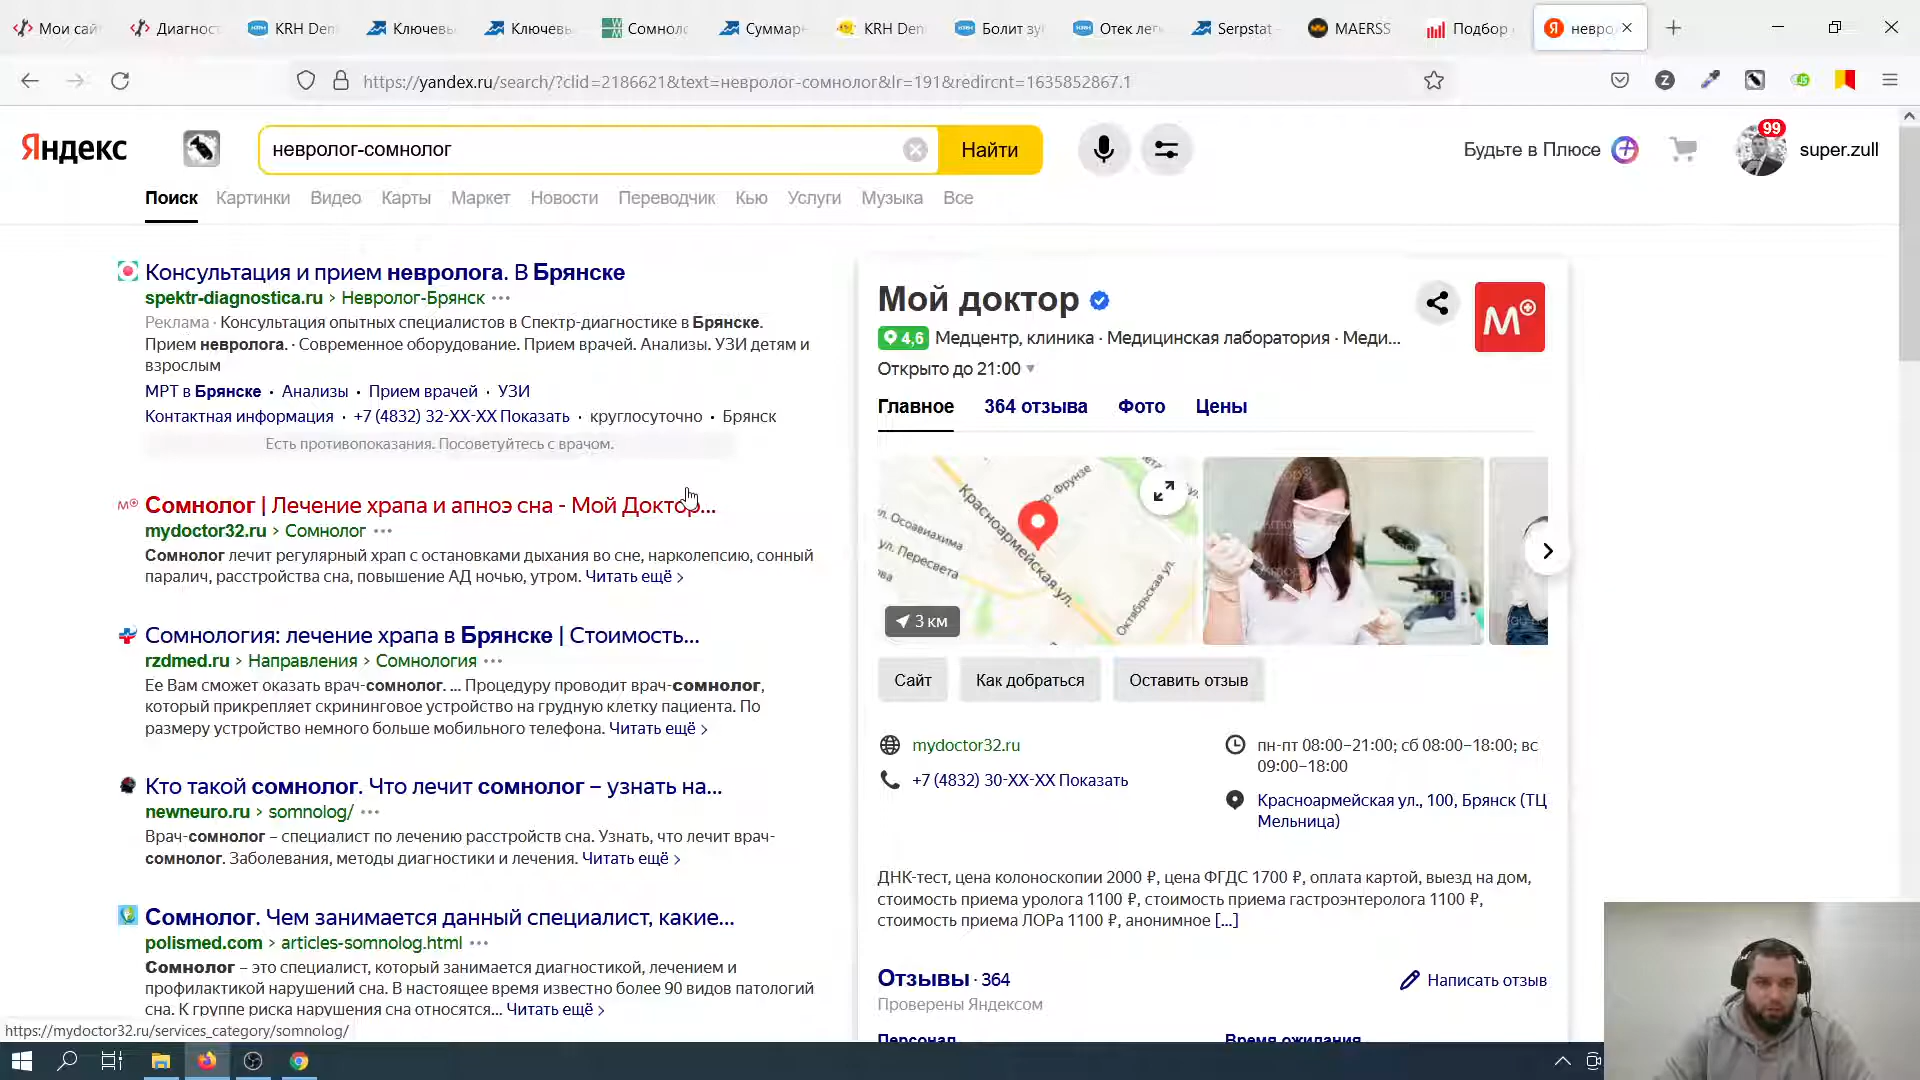 Мои сай
Диагнос
KRH Den
Ключевы
Ключевы
Сомноло
Суммар
KRH Den
Болит зу
Отек лег
Serpstat
MAERSS
Подбор
невро
https://yandex.ru/search/?clid=2186621&text=невролог-сомнолог&lr=191&redircnt=1635852867.1
Яндекс
невролог-сомнолог
Найти
Будьте в Плюсе
99
super.zull
Поиск Картинки Видео Карты Маркет Новости Переводчик Кью Услуги Музыка Все
Консультация и прием невролога. В Брянске
spektr-diagnostica.ru › Невролог-Брянск
Реклама · Консультация опытных специалистов в Спектр-диагностике в Брянске.
Прием невролога. · Современное оборудование. Прием врачей. Анализы. УЗИ детям и
взрослым
МРТ в Брянске · Анализы · Прием врачей · УЗИ
Контактная информация · +7 (4832) 32-XX-XX Показать · круглосуточно · Брянск
Есть противопоказания. Посоветуйтесь с врачом.
Сомнолог | Лечение храпа и апноэ сна - Мой Доктор...
mydoctor32.ru › Сомнолог
Сомнолог лечит регулярный храп с остановками дыхания во сне, нарколепсию, сонный
паралич, расстройства сна, повышение АД ночью, утром. Читать ещё ›
Сомнология: лечение храпа в Брянске | Стоимость...
rzdmed.ru › Направления › Сомнология
Ее Вам сможет оказать врач-сомнолог. ... Процедуру проводит врач-сомнолог,
который прикрепляет скрининговое устройство на грудную клетку пациента. По
размеру устройство немного больше мобильного телефона. Читать ещё ›
Кто такой сомнолог. Что лечит сомнолог – узнать на...
newneuro.ru › somnolog/
Врач-сомнолог – специалист по лечению расстройств сна. Узнать, что лечит врач-
сомнолог. Заболевания, методы диагностики и лечения. Читать ещё ›
Сомнолог. Чем занимается данный специалист, какие...
polismed.com › articles-somnolog.html
Сомнолог – это специалист, который занимается диагностикой, лечением и
профилактикой нарушений сна. В настоящее время известно более 90 видов патологий
сна. К группе риска нарушения сна относятся... Читать ещё ›
https://mydoctor32.ru/services_category/somnolog/
Мой доктор
М
4,6 Медцентр, клиника · Медицинская лаборатория · Меди...
Открыто до 21:00
Главное 364 отзыва Фото Цены
Красноармейская ул.
пр. Фрунзе
ул. Осоавиахима
ул. Пересвета
Октябрьская ул.
3 км
Сайт
Как добраться
Оставить отзыв
mydoctor32.ru
+7 (4832) 30-XX-XX Показать
пн-пт 08:00–21:00; сб 08:00–18:00; вс
09:00–18:00
Красноармейская ул., 100, Брянск (ТЦ
Мельница)
ДНК-тест, цена колоноскопии 2000 ₽, цена ФГДС 1700 ₽, оплата картой, выезд на дом,
стоимость приема уролога 1100 ₽, стоимость приема гастроэнтеролога 1100 ₽,
стоимость приема ЛОРа 1100 ₽, анонимное [...]
Отзывы · 364
Написать отзыв
Проверены Яндексом
Персонал
Время ожидания